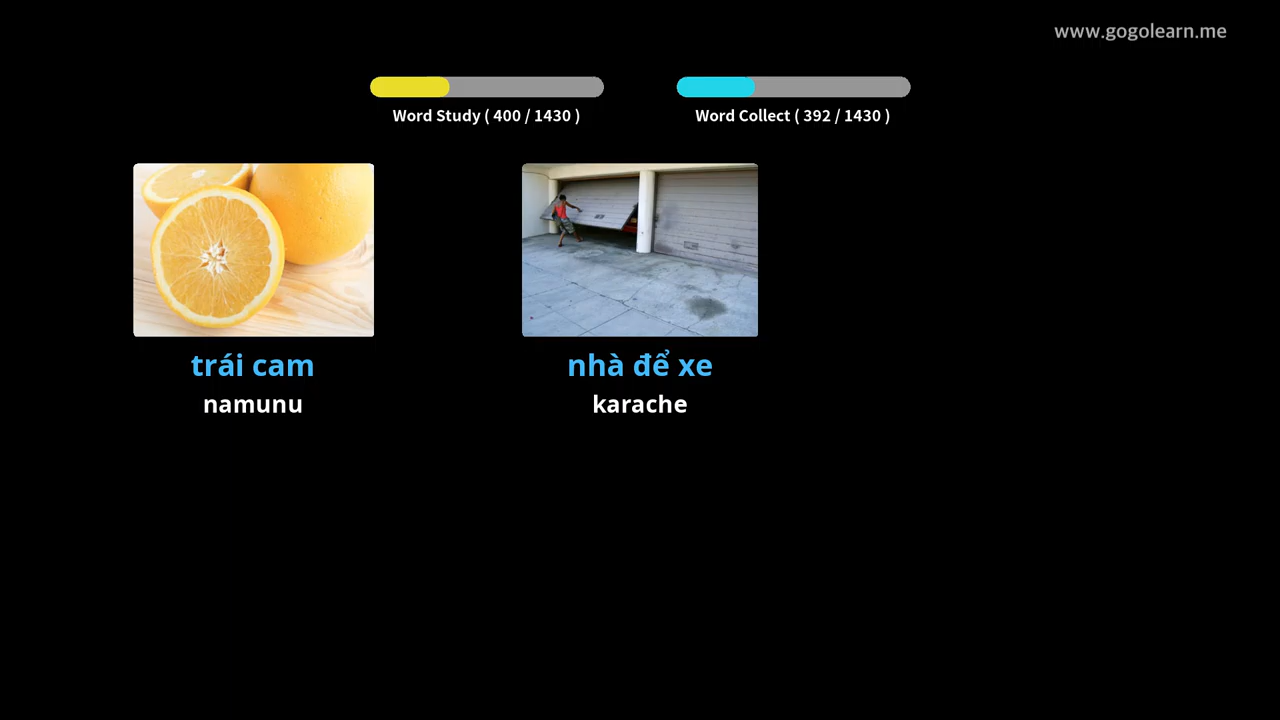 www.gogolearn.me
Word Study ( 400 / 1430 )
Word Collect ( 392 / 1430 )
trái cam
namunu
nhà để xe
karache